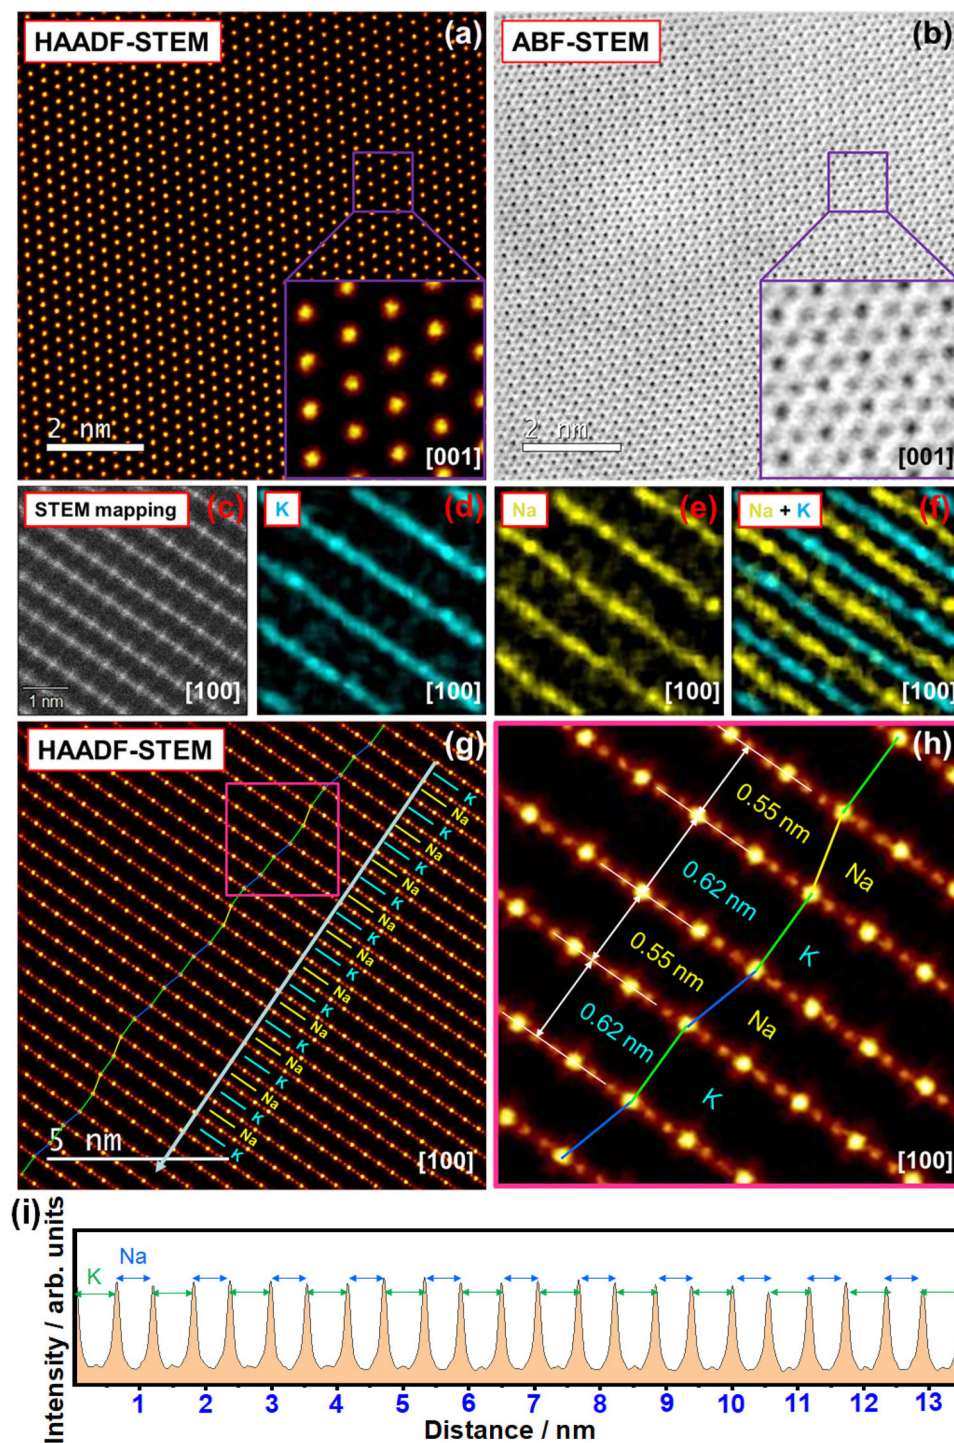 HAADF-STEM (a)
2 nm
[001]
ABF-STEM (b)
2 nm
[001]
STEM mapping (c)
1 nm
[100]
K (d)
[100]
Na (e)
[100]
Na + K (f)
[100]
HAADF-STEM (g)
K
Na
K
Na
K
Na
K
Na
K
Na
K
Na
K
Na
K
Na
K
Na
K
Na
K
Na
K
5 nm
[100]
(h)
0.55 nm
Na
0.62 nm
K
0.55 nm
Na
0.62 nm
K
[100]
(i)
Intensity / arb. units
K
Na
1 2 3 4 5 6 7 8 9 10 11 12 13
Distance / nm